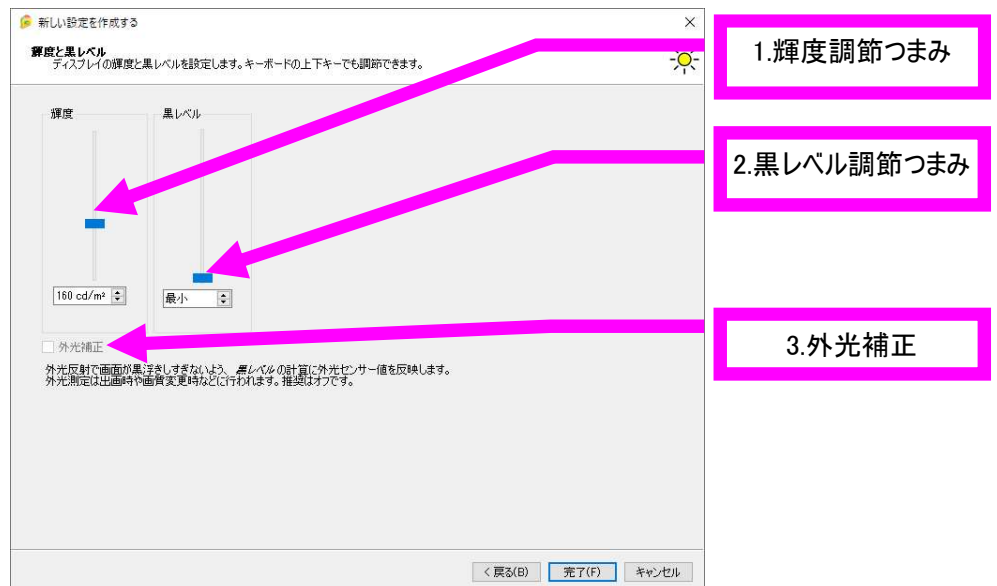 新しい設定を作成する
輝度と黒レベル
ディスプレイの輝度と黒レベルを設定します。キーボードの上下キーでも調節できます。
1.輝度調節つまみ
輝度
黒レベル
2.黒レベル調節つまみ
160 cd/m²
最小
外光補正
3.外光補正
外光反射で画面が黒浮きしすぎないよう、黒レベルの計算に外光センサー値を反映します。
外光測定は出画時や画質変更時などに行われます。推奨はオフです。
< 戻る(B)
完了(F)
キャンセル